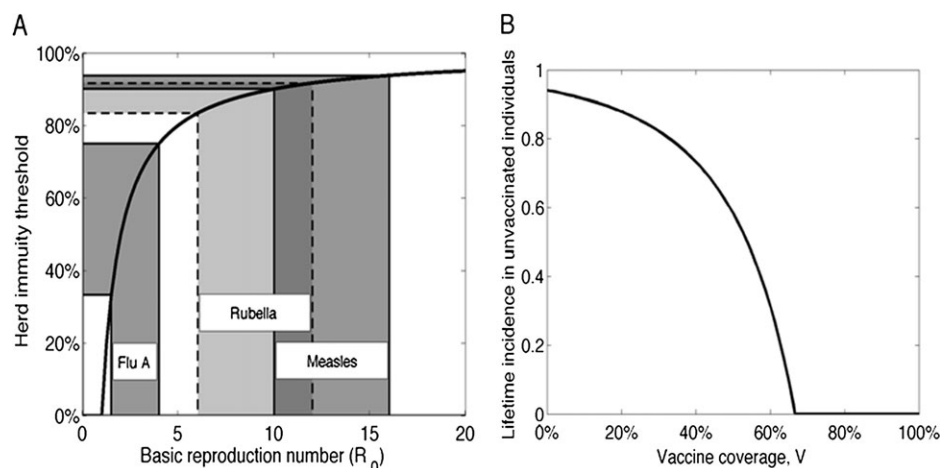 A
Herd immuity threshold
100%
80%
60%
40%
20%
0%
Flu A
Rubella
Measles
0
5
10
15
20
Basic reproduction number (R0)
B
Lifetime incidence in unvaccinated individuals
1
0.8
0.6
0.4
0.2
0
0%
20%
40%
60%
80%
100%
Vaccine coverage, V